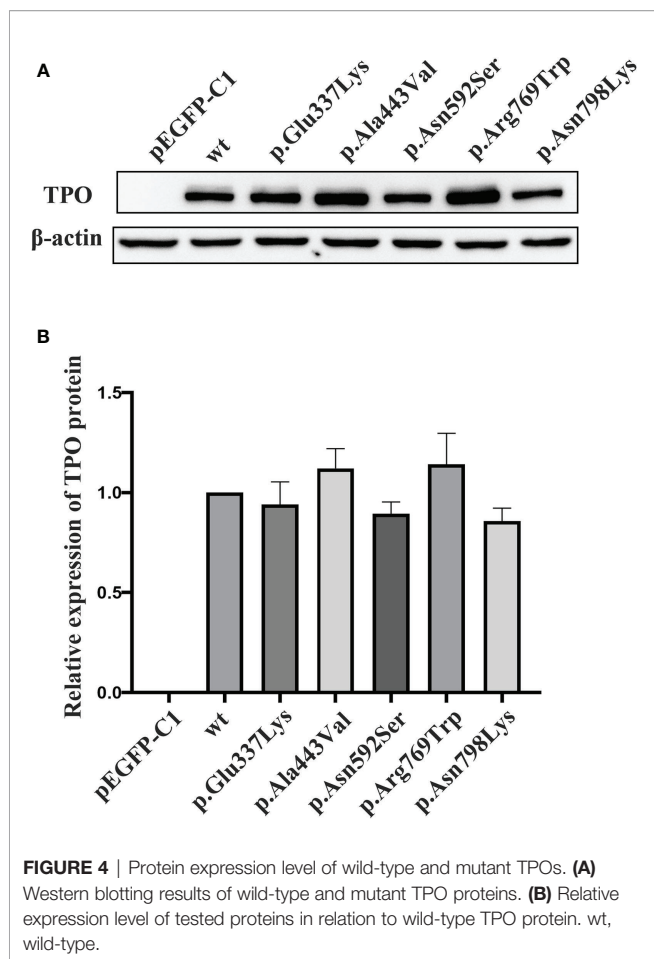 A
pEGFP-C1
wt
p.Glu337Lys
p.Ala443Val
p.Asn592Ser
p.Arg769Trp
p.Asn798Lys
TPO
β-actin
B
Relative expression of TPO protein
1.5
1.0
0.5
0.0
pEGFP-C1
wt
p.Glu337Lys
p.Ala443Val
p.Asn592Ser
p.Arg769Trp
p.Asn798Lys
FIGURE 4 | Protein expression level of wild-type and mutant TPOs. (A)
Western blotting results of wild-type and mutant TPO proteins. (B) Relative
expression level of tested proteins in relation to wild-type TPO protein. wt,
wild-type.